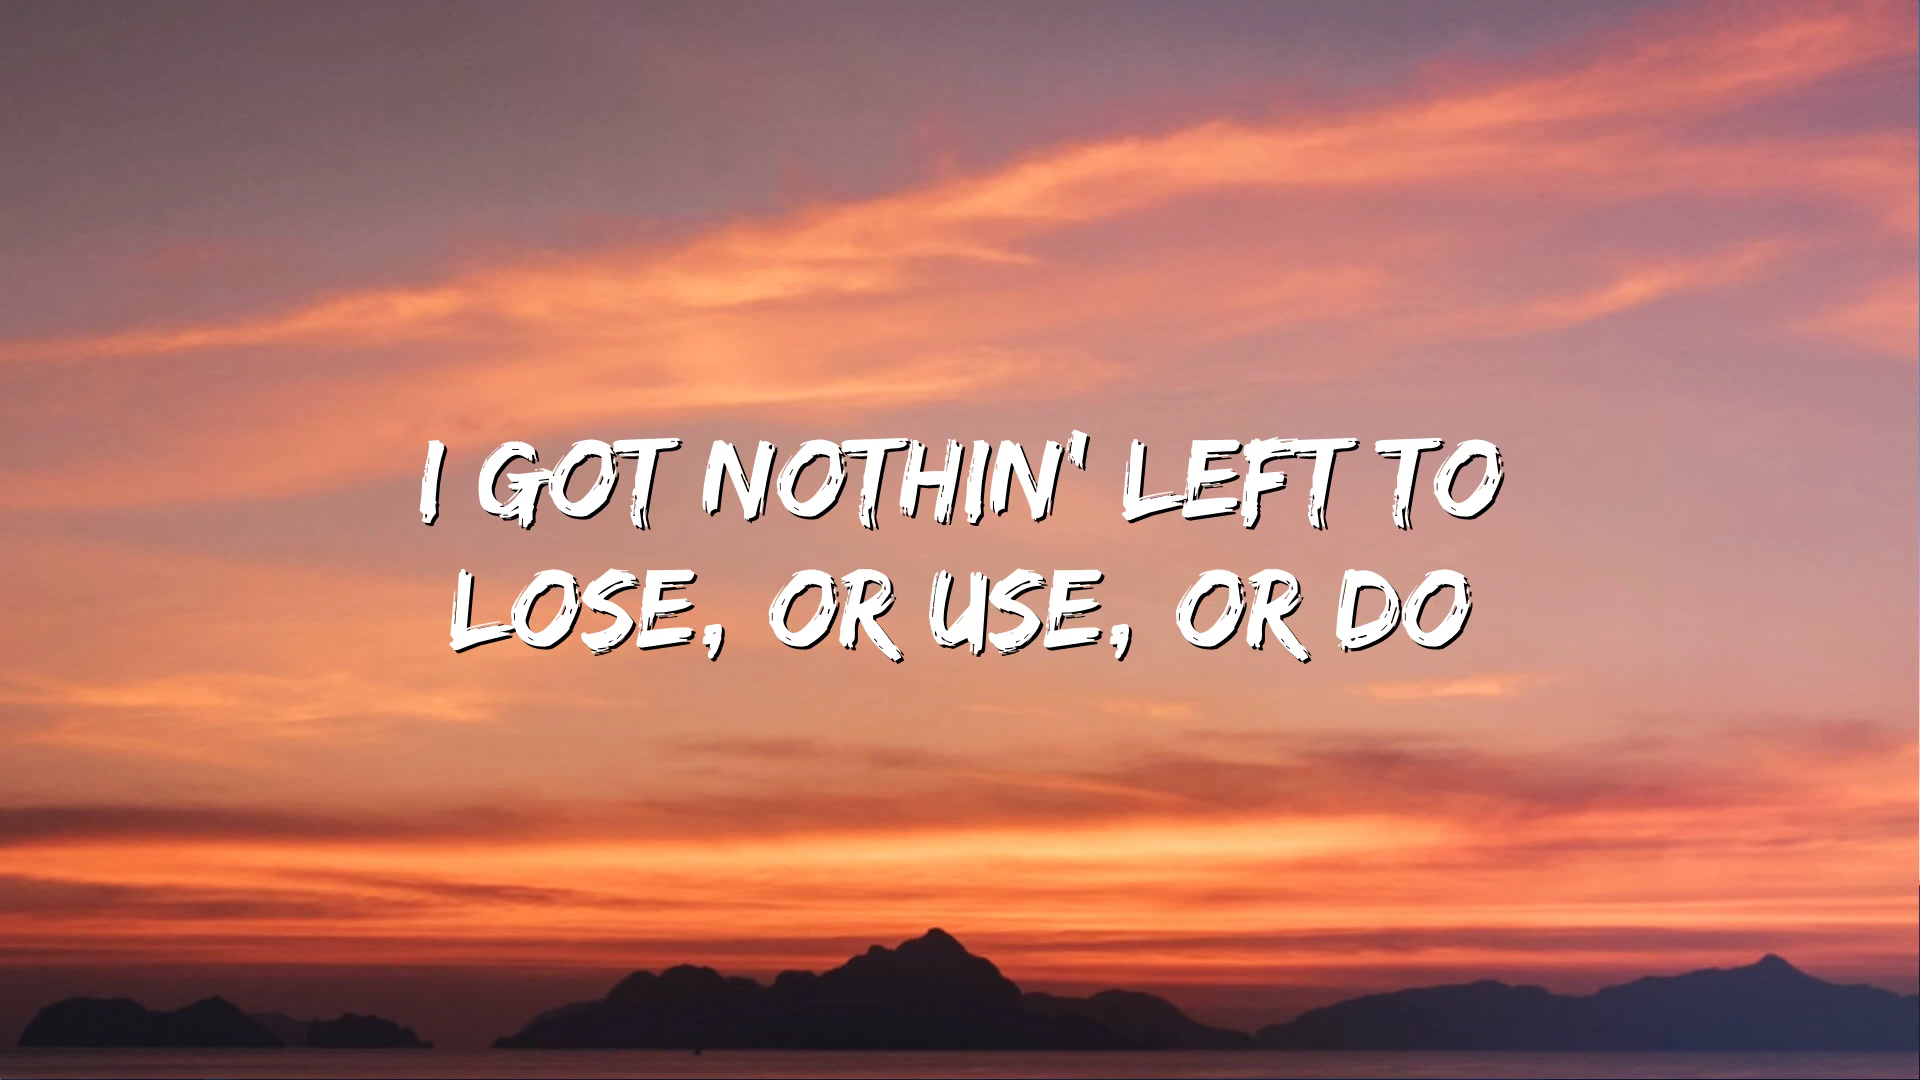 I GOT NOTHIN' LEFT TO
LOSE, OR USE, OR DO